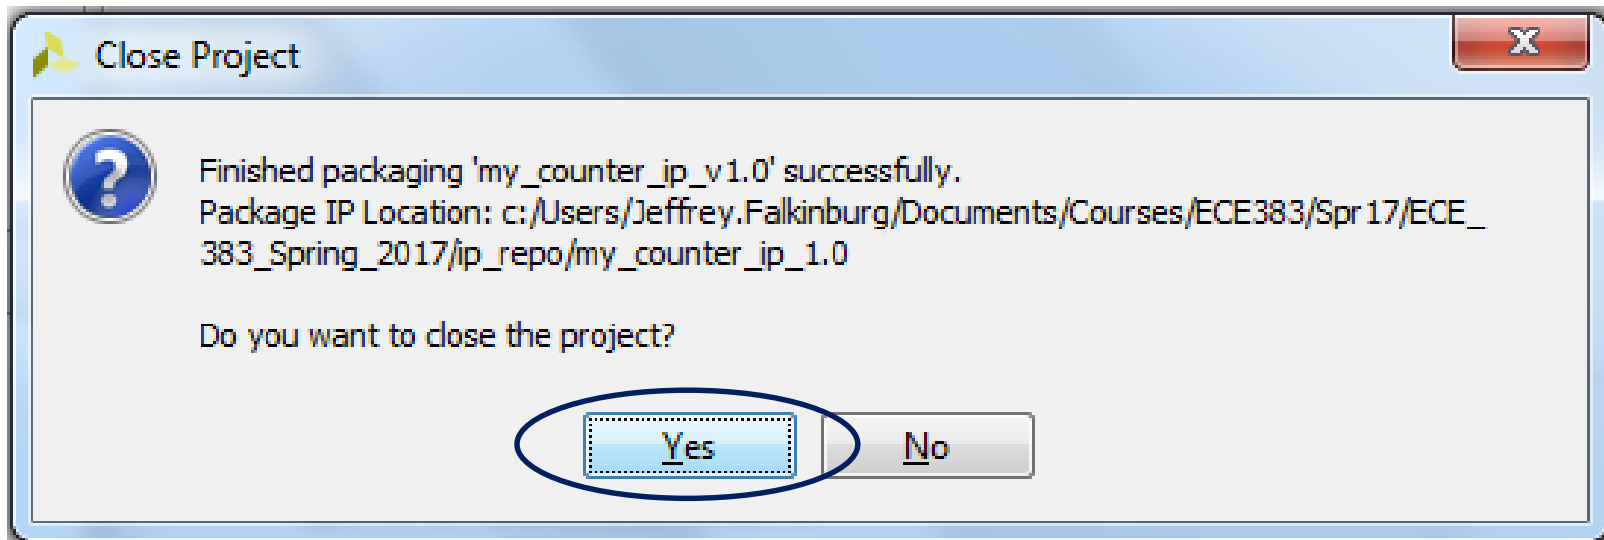 Close Project
Finished packaging 'my_counter_ip_v1.0' successfully.
Package IP Location: c:/Users/Jeffrey.Falkinburg/Documents/Courses/ECE383/Spr17/ECE_
383_Spring_2017/ip_repo/my_counter_ip_1.0
Do you want to close the project?
Yes No